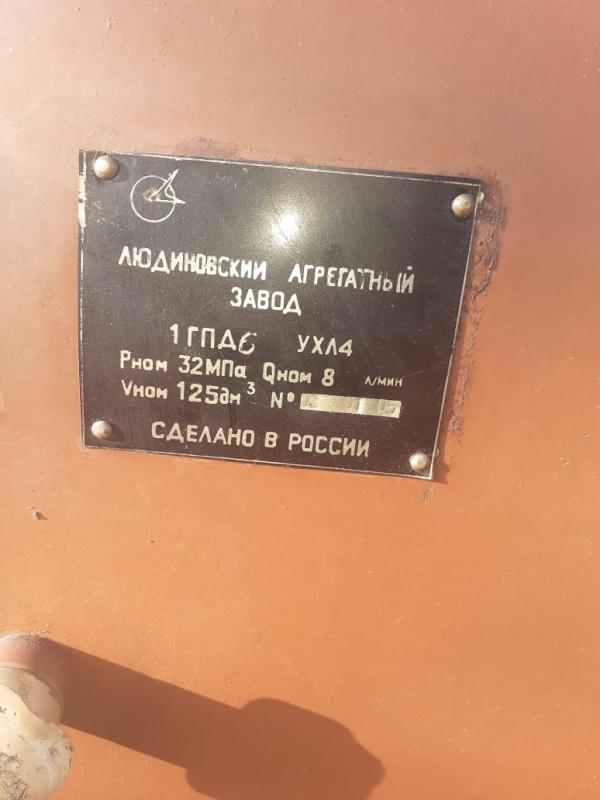 ЛЮДИНОВСКИЙ АГРЕГАТНЫЙ
ЗАВОД
1ГПД6 УХЛ4
Рном 32МПа Qном 8 л/мин
Vном 125дм³ №
СДЕЛАНО В РОССИИ